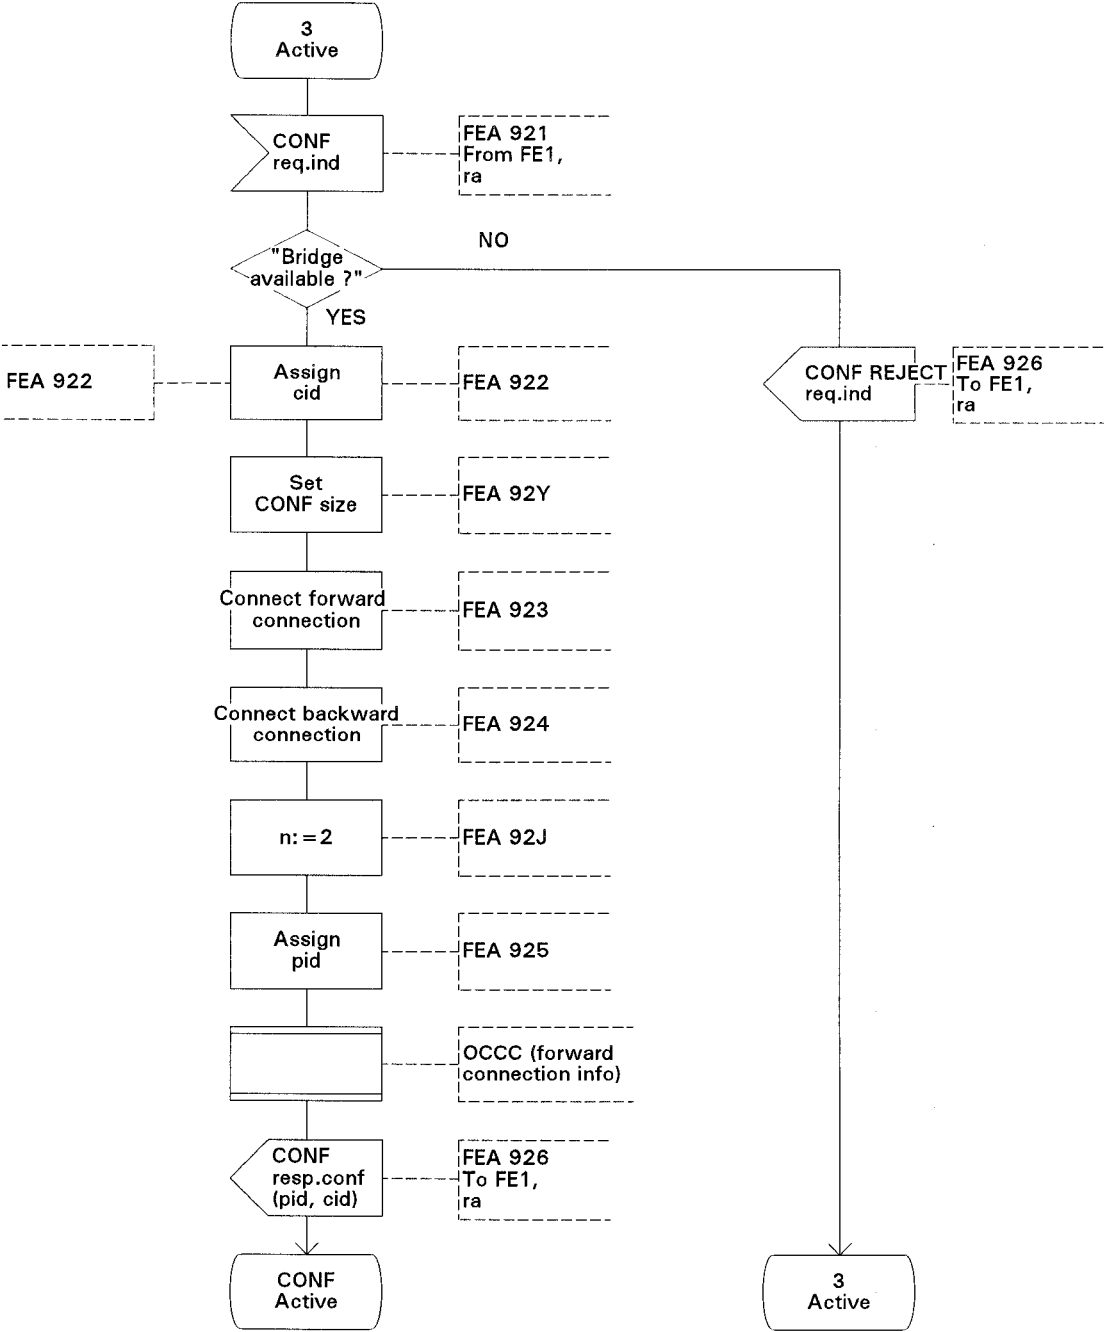 3
Active
CONF
req.ind
FEA 921
From FE1,
ra
"Bridge
available ?"
NO
YES
FEA 922
Assign
cid
FEA 922
CONF REJECT
req.ind
FEA 926
To FE1,
ra
Set
CONF size
FEA 92Y
Connect forward
connection
FEA 923
Connect backward
connection
FEA 924
n:=2
FEA 92J
Assign
pid
FEA 925
OCCC (forward
connection info)
CONF
resp.conf
(pid, cid)
FEA 926
To FE1,
ra
CONF
Active
3
Active